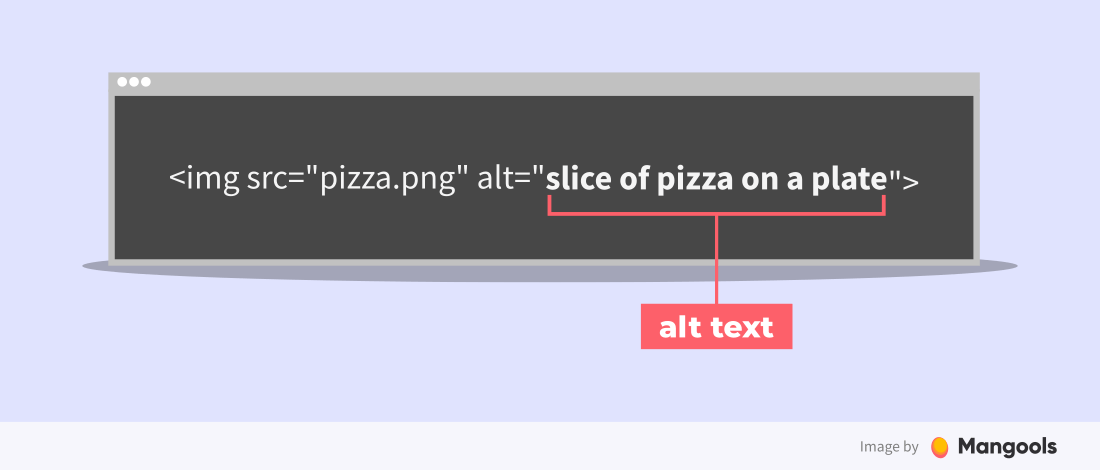 <img src="pizza.png" alt="slice of pizza on a plate">
alt text
Image by Mangools